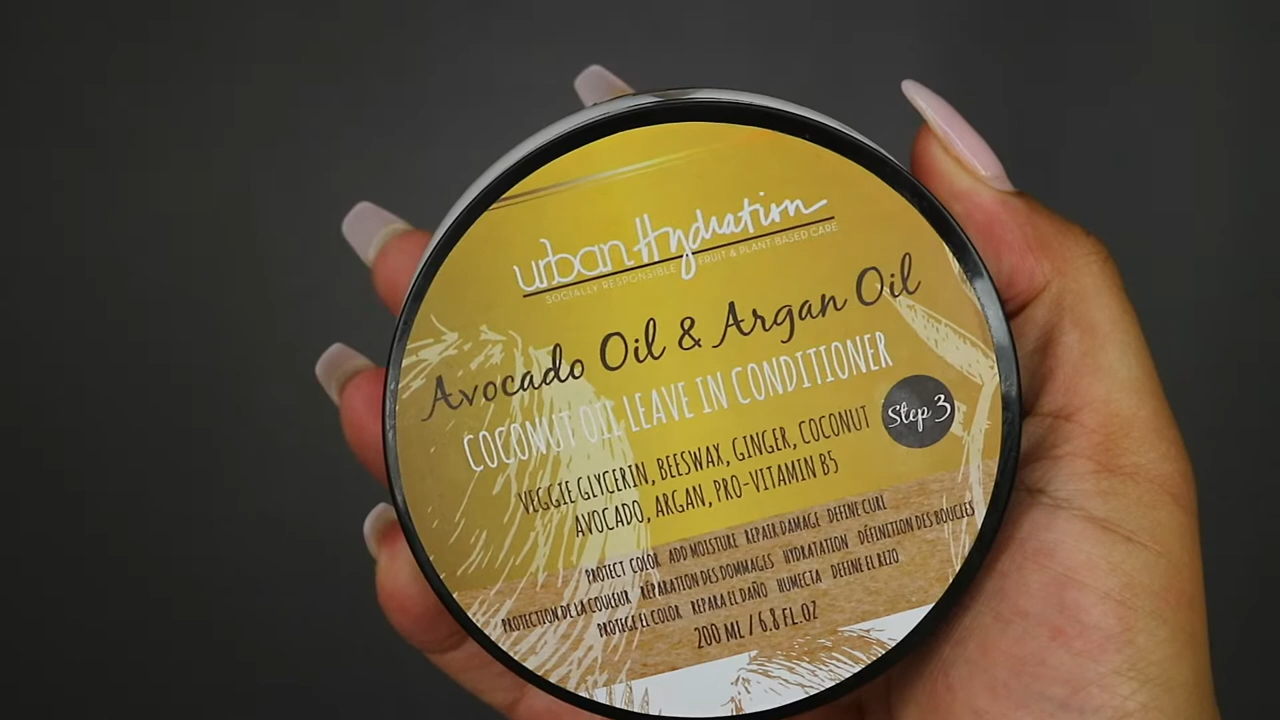 urban Hydration
SOCIALLY RESPONSIBLE FRUIT & PLANT-BASED CARE
Avocado Oil & Argan Oil
COCONUT OIL LEAVE IN CONDITIONER
Step 3
VEGGIE GLYCERIN, BEESWAX, GINGER, COCONUT
AVOCADO, ARGAN, PRO-VITAMIN B5
PROTECT COLOR ADD MOISTURE REPAIR DAMAGE DEFINE CURL
PROTECTION DE LA COULEUR RÉPARATION DES DOMMAGES HYDRATATION DÉFINITION DES BOUCLES
PROTEGE EL COLOR REPARA EL DAÑO HUMECTA DEFINE EL RIZO
200 ML / 6.8 FL.OZ